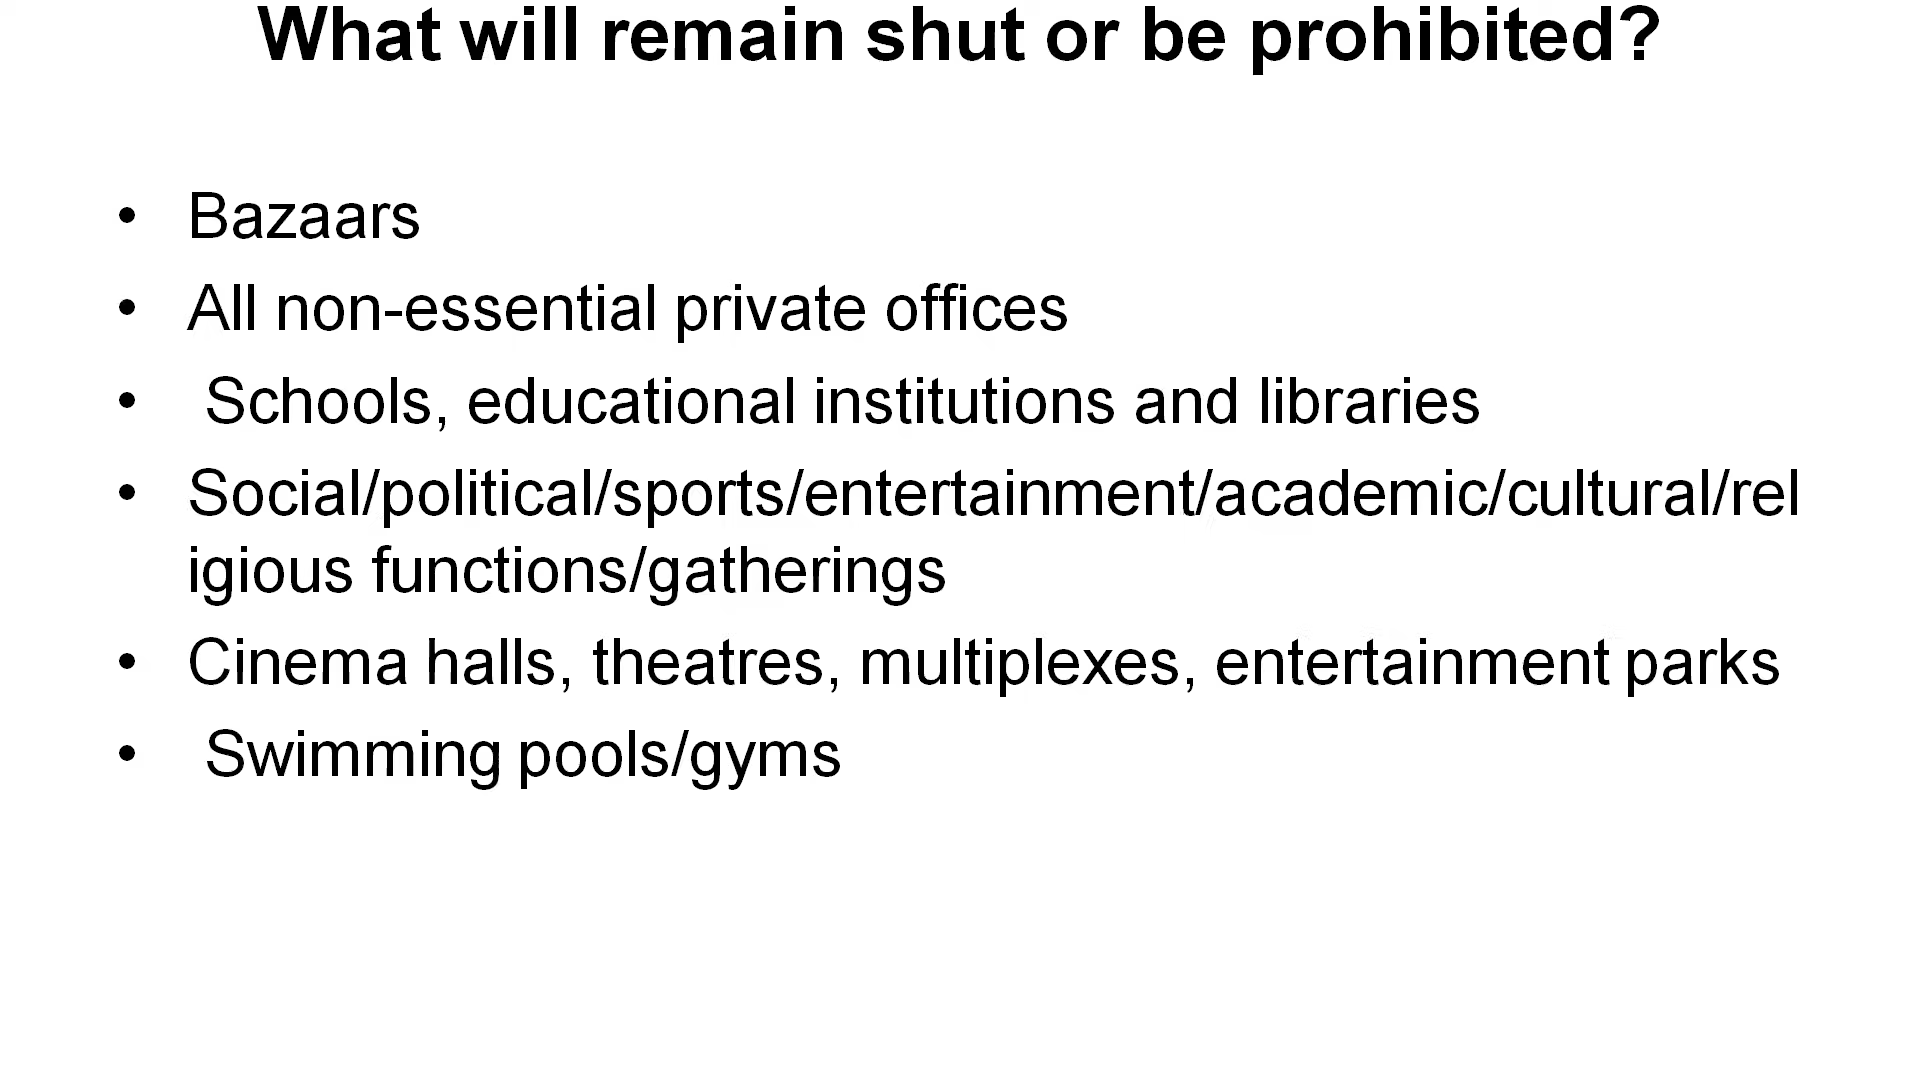 What will remain shut or be prohibited?
• Bazaars
• All non-essential private offices
• Schools, educational institutions and libraries
• Social/political/sports/entertainment/academic/cultural/rel
igious functions/gatherings
• Cinema halls, theatres, multiplexes, entertainment parks
• Swimming pools/gyms